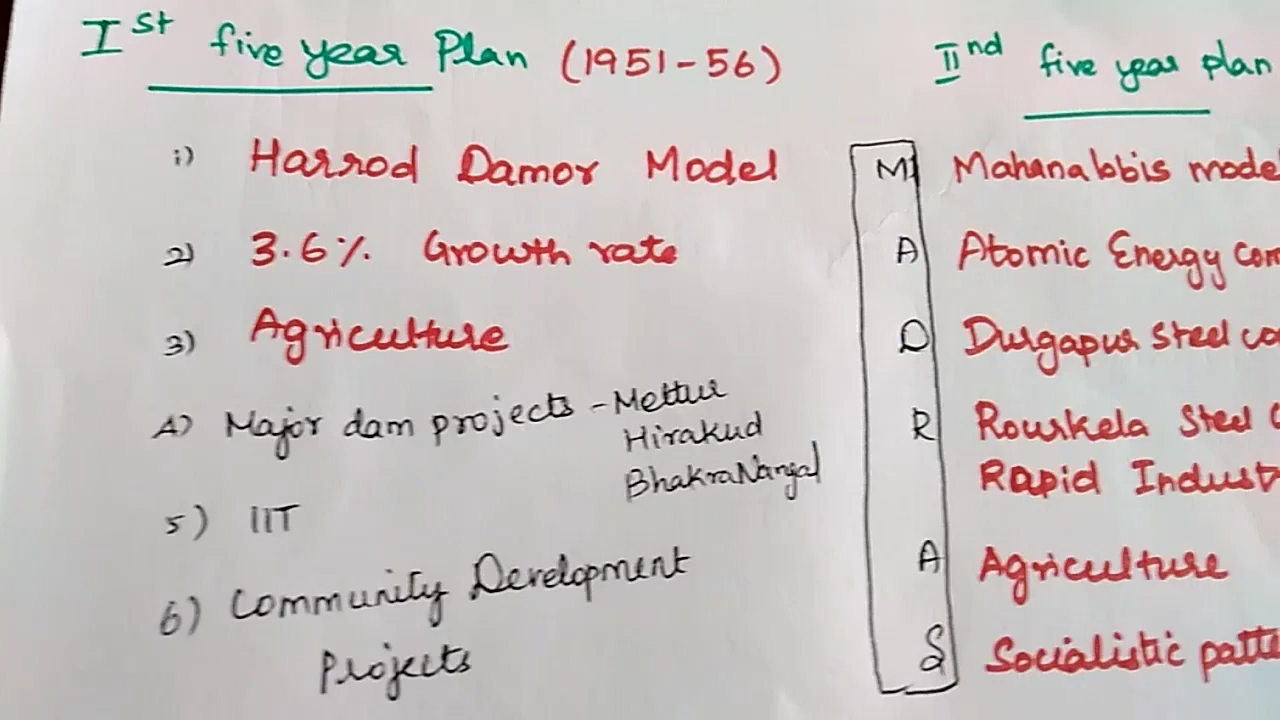 Ist five year Plan (1951-56)
1) Harrod Damor Model
2) 3.6% Growth rate
3) Agriculture
4) Major dam projects - Mettur
Hirakud
BhakraNangal
5) IIT
6) Community Development
Projects
IInd five year plan
M Mahanabbis mode
A Atomic Energy Com
D Durgapur Steel co
R Rourkela Steel C
Rapid Indust
A Agriculture
S Socialistic patte